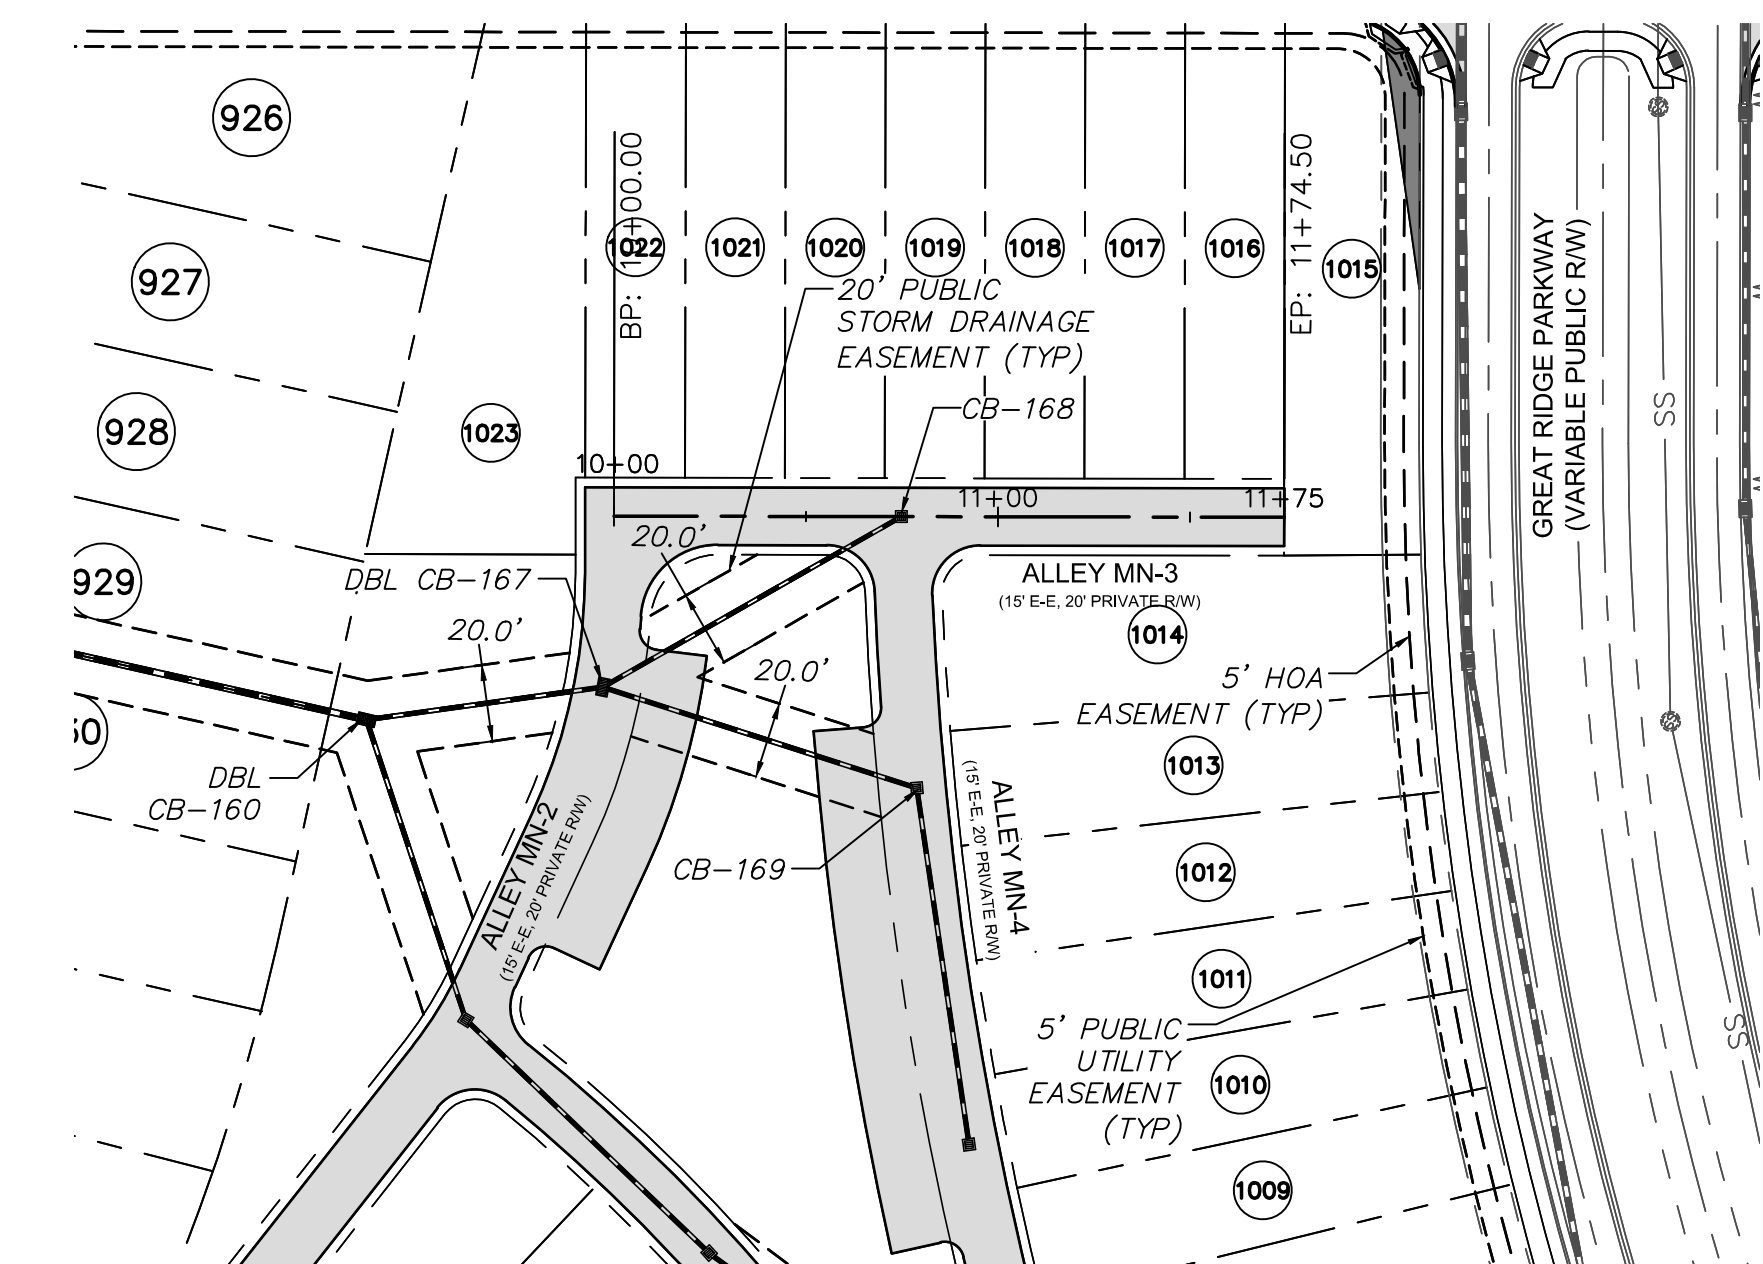 926
927
928
929
1023
1022
1021
1020
1019
1018
1017
1016
1015
BP: 10+00.00
EP: 11+74.50
20' PUBLIC
STORM DRAINAGE
EASEMENT (TYP)
CB-168
10+00
11+00
11+75
20.0'
DBL CB-167
20.0'
20.0'
DBL
CB-160
CB-169
ALLEY MN-3
(15' E-E, 20' PRIVATE R/W)
ALLEY MN-2
(15' E-E, 20' PRIVATE R/W)
ALLEY MN-4
(15' E-E, 20' PRIVATE R/W)
1014
5' HOA
EASEMENT (TYP)
1013
1012
1011
5' PUBLIC
UTILITY
EASEMENT
(TYP)
1010
1009
GREAT RIDGE PARKWAY
(VARIABLE PUBLIC R/W)
SS
SS